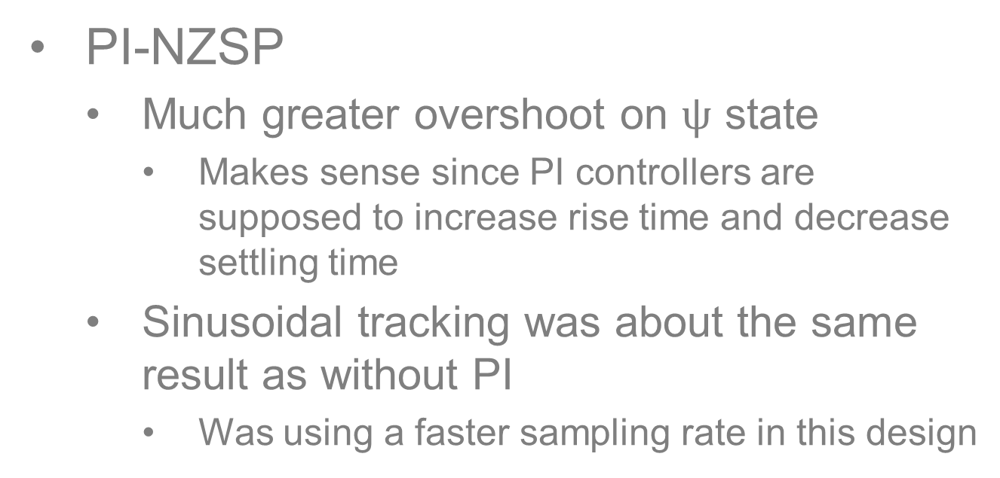 • PI-NZSP
• Much greater overshoot on ψ state
• Makes sense since PI controllers are
supposed to increase rise time and decrease
settling time
• Sinusoidal tracking was about the same
result as without PI
• Was using a faster sampling rate in this design